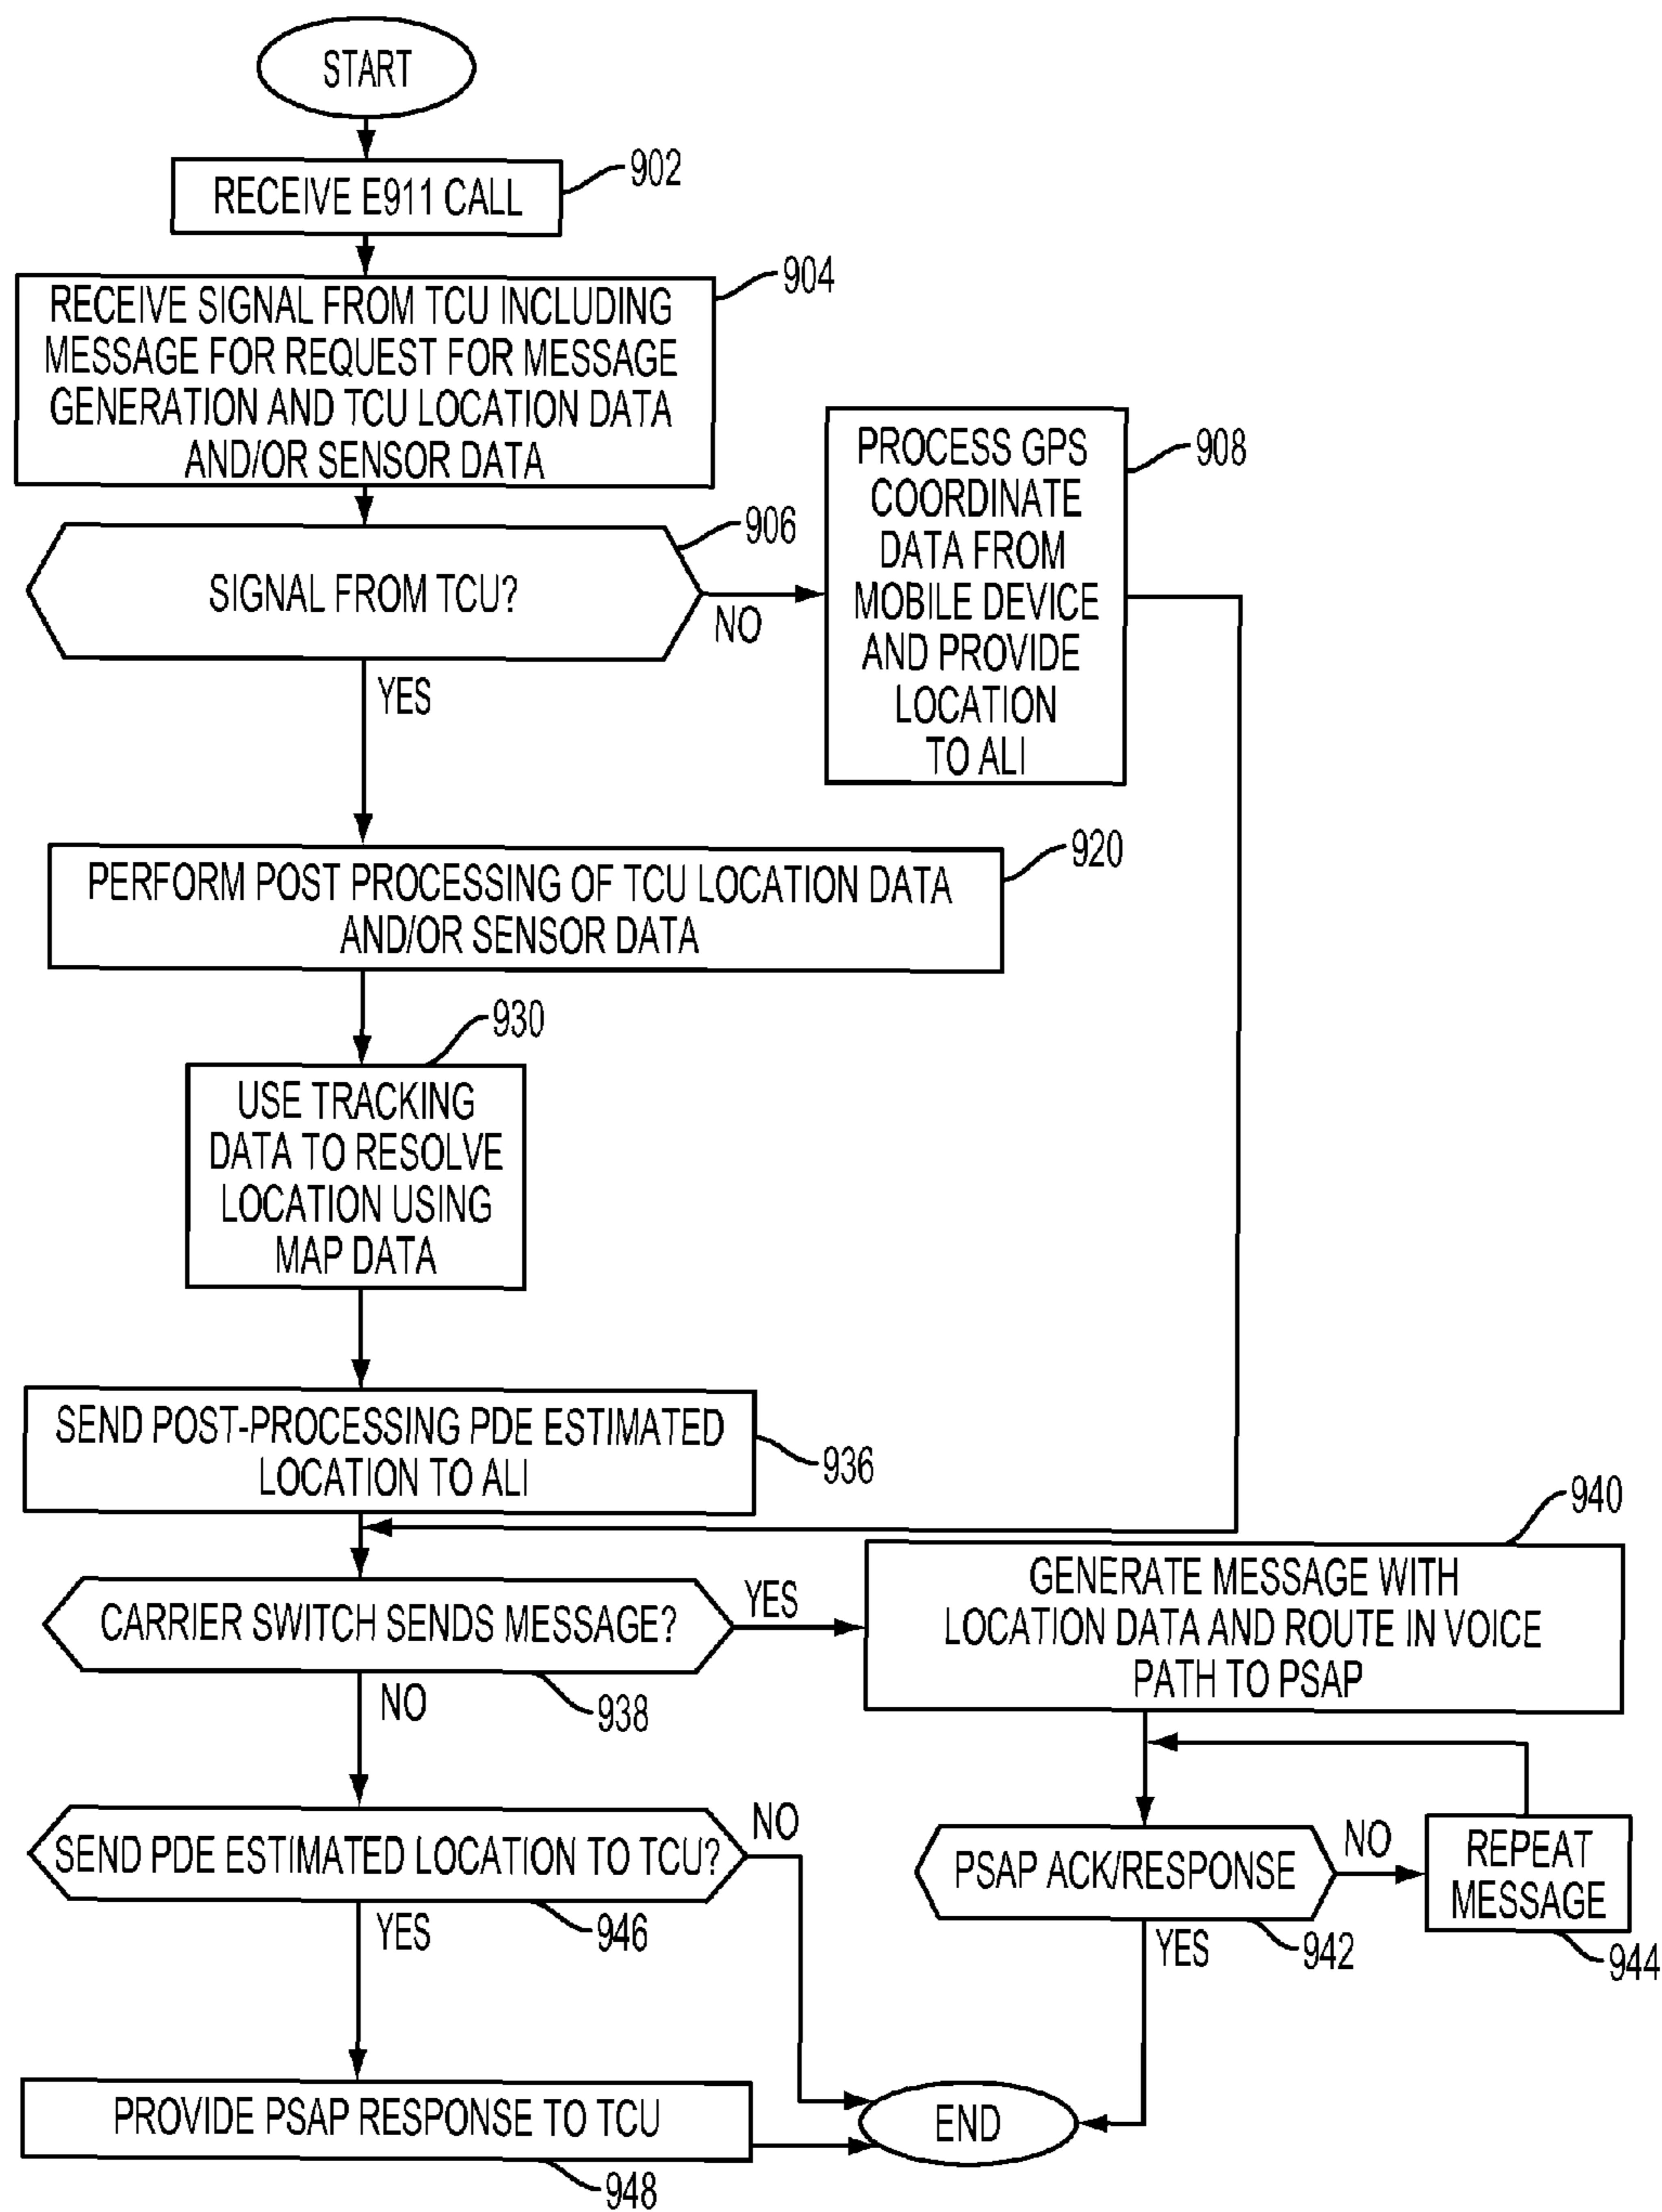 START
902
RECEIVE E911 CALL
904
RECEIVE SIGNAL FROM TCU INCLUDING
MESSAGE FOR REQUEST FOR MESSAGE
GENERATION AND TCU LOCATION DATA
AND/OR SENSOR DATA
906
SIGNAL FROM TCU?
NO
YES
908
PROCESS GPS
COORDINATE
DATA FROM
MOBILE DEVICE
AND PROVIDE
LOCATION
TO ALI
920
PERFORM POST PROCESSING OF TCU LOCATION DATA
AND/OR SENSOR DATA
930
USE TRACKING
DATA TO RESOLVE
LOCATION USING
MAP DATA
SEND POST-PROCESSING PDE ESTIMATED
LOCATION TO ALI
936
CARRIER SWITCH SENDS MESSAGE?
YES
NO
938
940
GENERATE MESSAGE WITH
LOCATION DATA AND ROUTE IN VOICE
PATH TO PSAP
SEND PDE ESTIMATED LOCATION TO TCU?
NO
YES
946
PSAP ACK/RESPONSE
NO
YES
942
REPEAT
MESSAGE
944
PROVIDE PSAP RESPONSE TO TCU
948
END